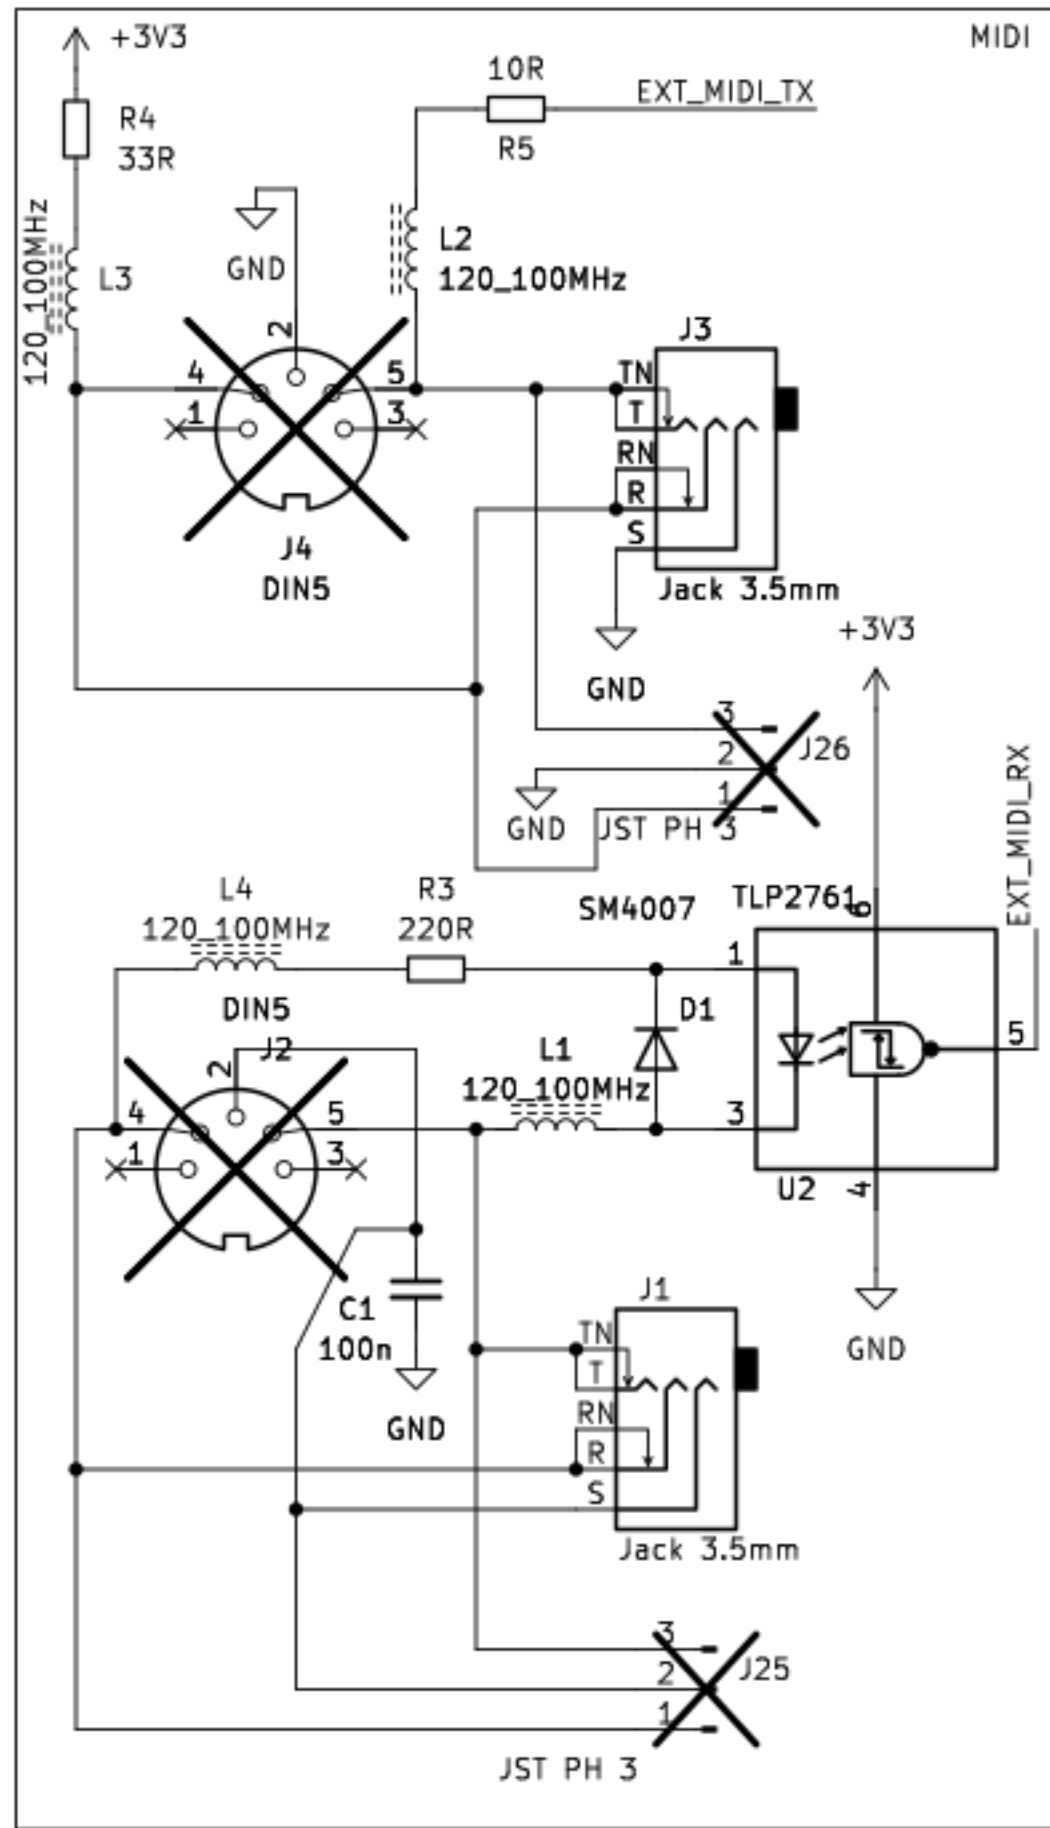 +3V3
MIDI
10R
EXT_MIDI_TX
R4
33R
R5
120_100MHz
L3
GND
L2
120_100MHz
2
J3
4
5
TN
1
3
T
RN
R
S
J4
DIN5
Jack 3.5mm
+3V3
GND
3
J26
2
1
GND
JST PH 3
EXT_MIDI_RX
L4
R3
SM4007
TLP2761
6
120_100MHz
220R
1
DIN5
D1
J2
2
L1
5
120_100MHz
4
5
3
1
3
U2
4
J1
C1
TN
100n
T
GND
GND
RN
R
S
Jack 3.5mm
3
J25
2
1
JST PH 3